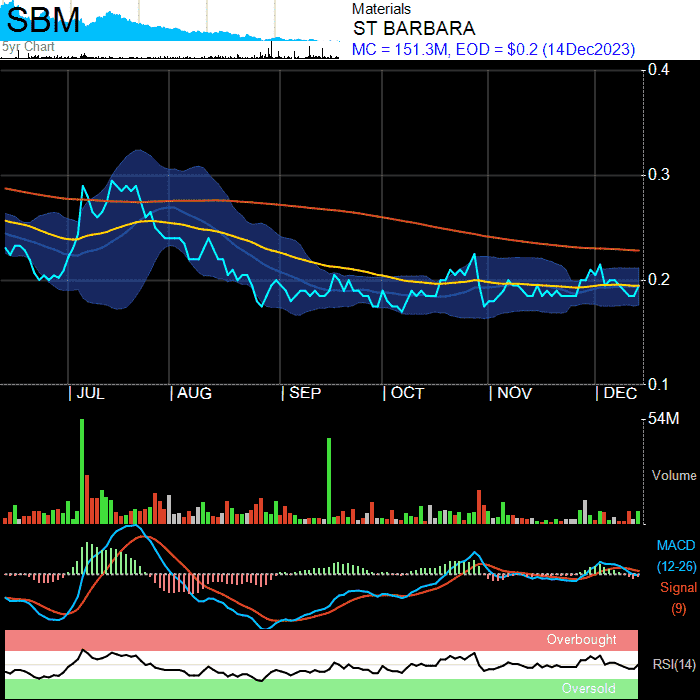 SBM
5yr Chart
Materials
ST BARBARA
MC = 151.3M, EOD = $0.2 (14Dec2023)
0.4
0.3
0.2
0.1
JUL AUG SEP OCT NOV DEC
54M
Volume
MACD
(12-26)
Signal
(9)
Overbought
RSI(14)
Oversold